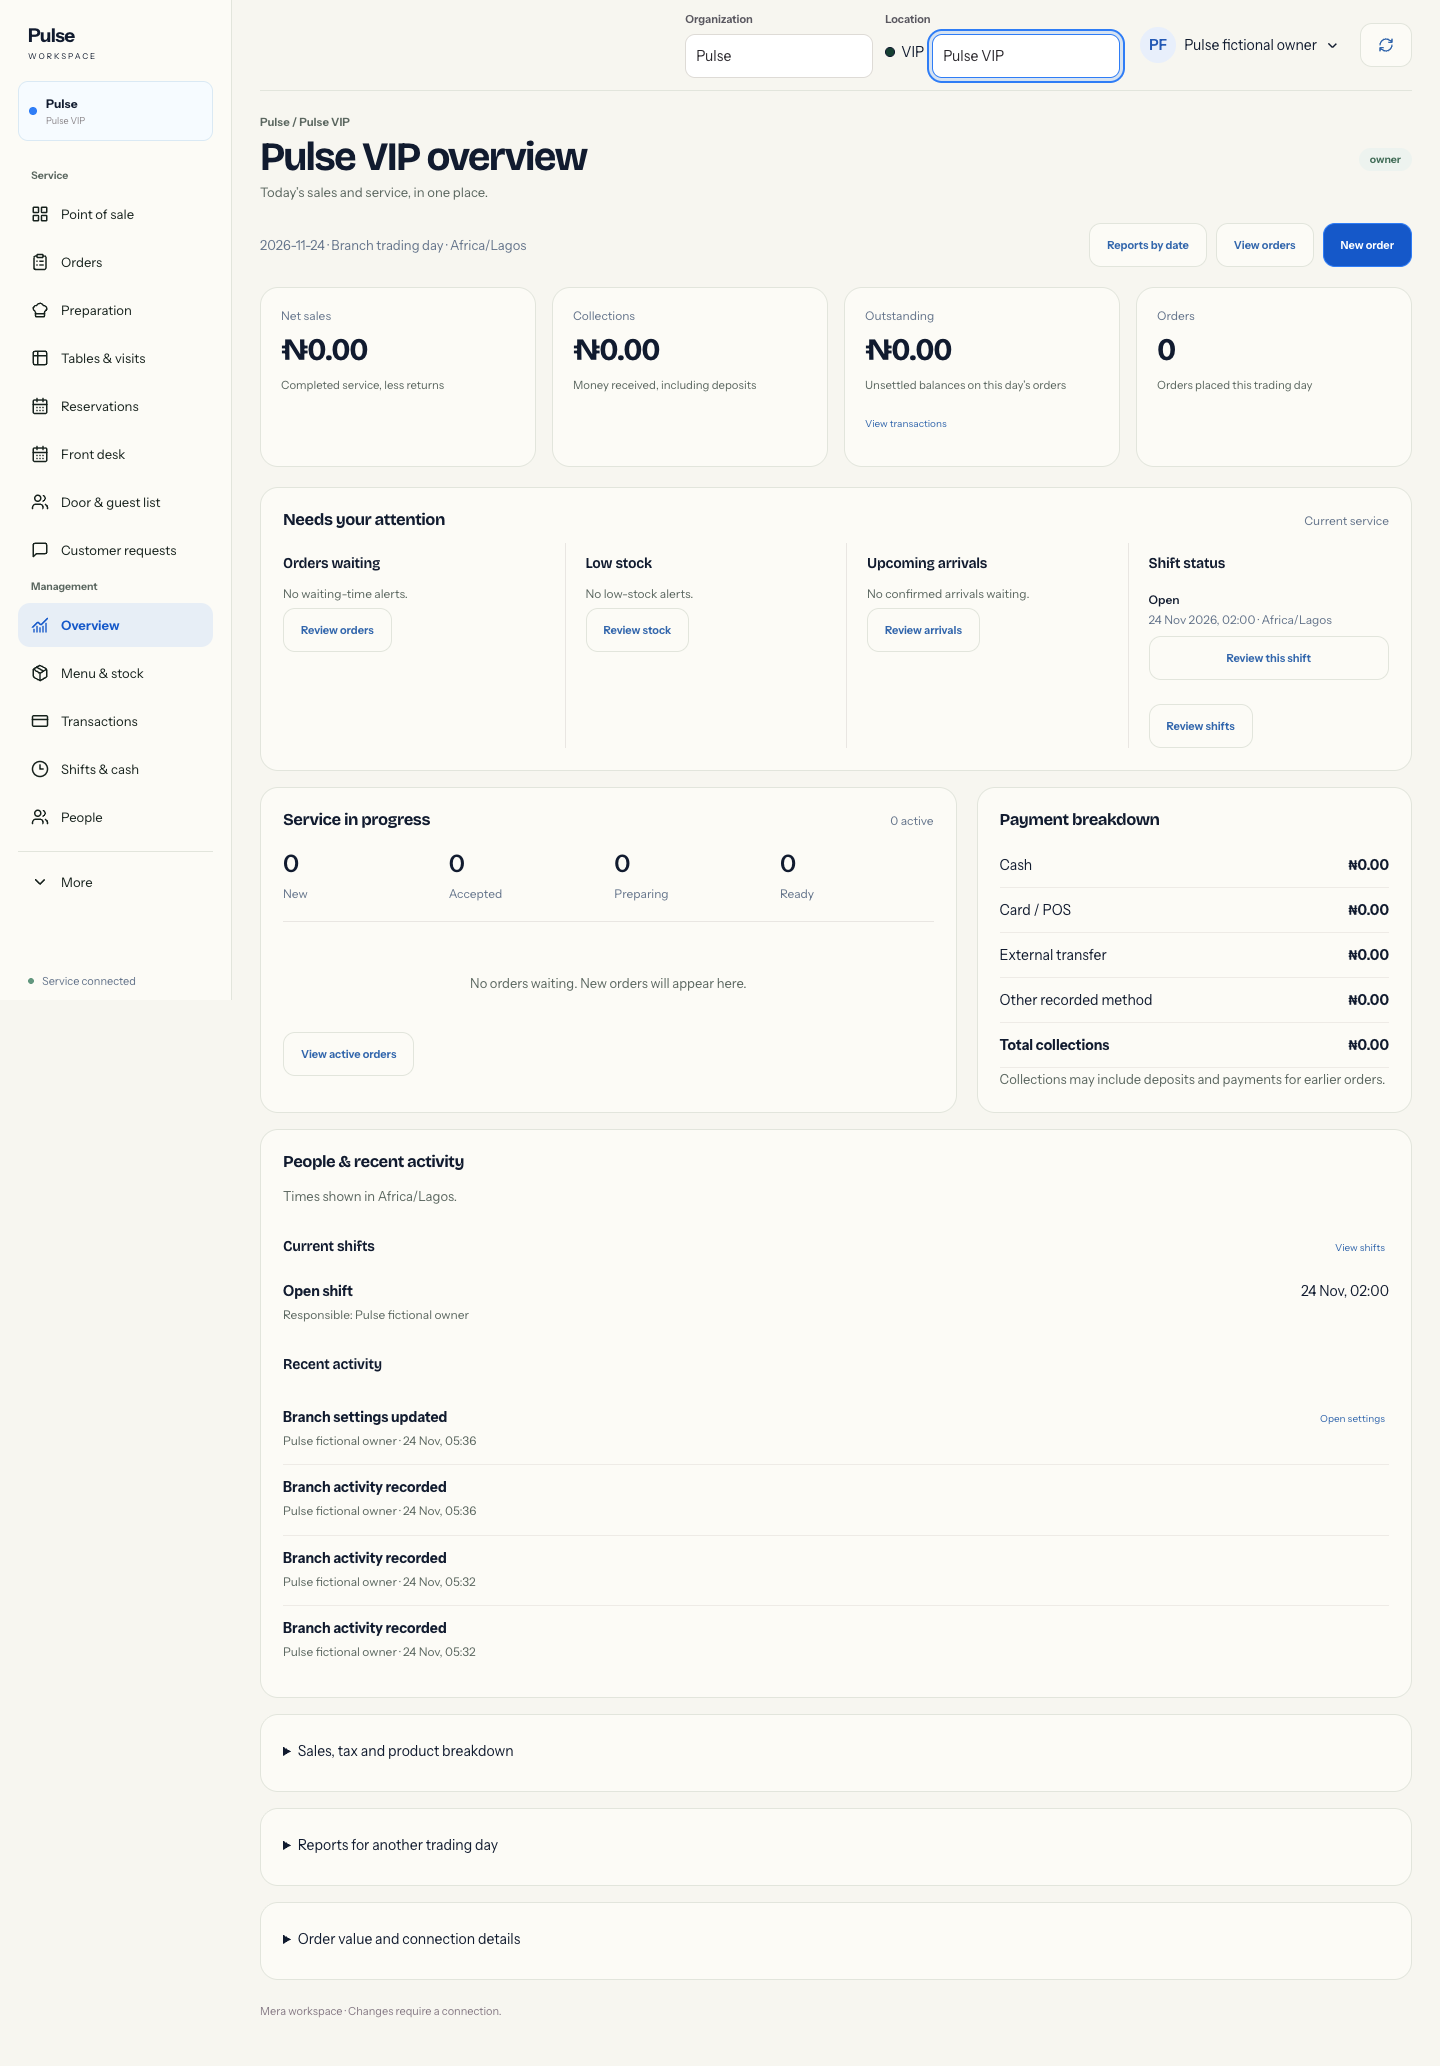 Pulse
WORKSPACE
Pulse
Pulse VIP
Service
Point of sale
Orders
Preparation
Tables & visits
Reservations
Front desk
Door & guest list
Customer requests
Management
Overview
Menu & stock
Transactions
Shifts & cash
People
More
Service connected
Organization
Pulse
Location
VIP
Pulse VIP
PF
Pulse fictional owner
Pulse / Pulse VIP
Pulse VIP overview
owner
Today's sales and service, in one place.
2026-11-24 · Branch trading day · Africa/Lagos
Reports by date
View orders
New order
Net sales
₦0.00
Completed service, less returns
Collections
₦0.00
Money received, including deposits
Outstanding
₦0.00
Unsettled balances on this day's orders
View transactions
Orders
0
Orders placed this trading day
Needs your attention
Current service
Orders waiting
No waiting-time alerts.
Review orders
Low stock
No low-stock alerts.
Review stock
Upcoming arrivals
No confirmed arrivals waiting.
Review arrivals
Shift status
Open
24 Nov 2026, 02:00 · Africa/Lagos
Review this shift
Review shifts
Service in progress
0 active
0
New
0
Accepted
0
Preparing
0
Ready
No orders waiting. New orders will appear here.
View active orders
Payment breakdown
Cash ₦0.00
Card / POS ₦0.00
External transfer ₦0.00
Other recorded method ₦0.00
Total collections ₦0.00
Collections may include deposits and payments for earlier orders.
People & recent activity
Times shown in Africa/Lagos.
Current shifts
View shifts
Open shift
24 Nov, 02:00
Responsible: Pulse fictional owner
Recent activity
Branch settings updated
Open settings
Pulse fictional owner · 24 Nov, 05:36
Branch activity recorded
Pulse fictional owner · 24 Nov, 05:36
Branch activity recorded
Pulse fictional owner · 24 Nov, 05:32
Branch activity recorded
Pulse fictional owner · 24 Nov, 05:32
Sales, tax and product breakdown
Reports for another trading day
Order value and connection details
Mera workspace · Changes require a connection.